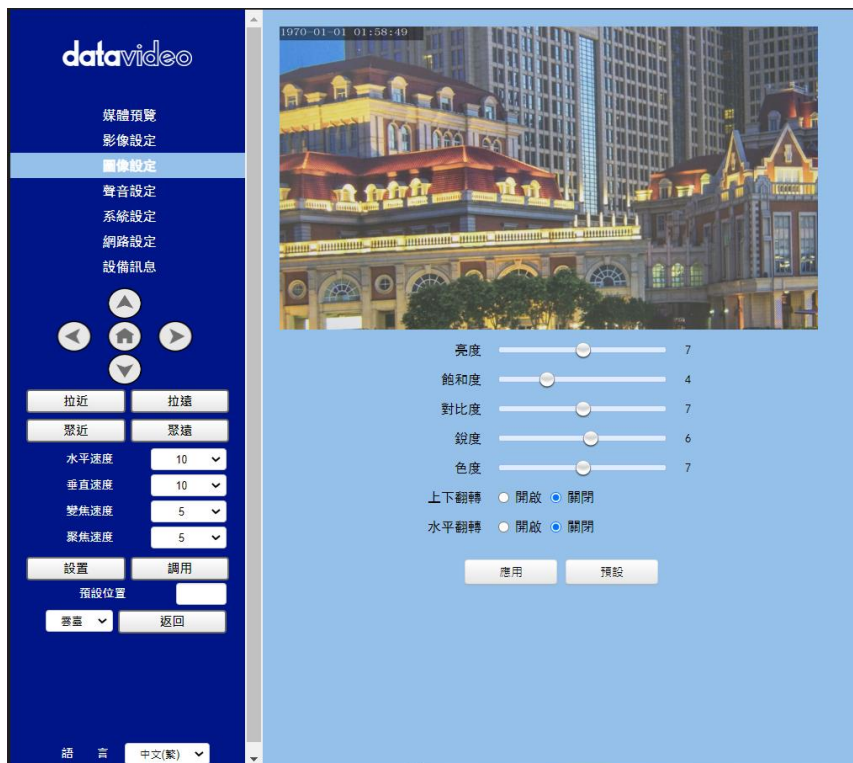 datavideo
媒體預覽
影像設定
圖像設定
聲音設定
系統設定
網路設定
設備訊息
拉近 拉遠
聚近 聚遠
水平速度 10
垂直速度 10
變焦速度 5
聚焦速度 5
設置 調用
預設位置
雲臺 返回
語 言 中文(繁)
1970-01-01 01:58:49
亮度 7
飽和度 4
對比度 7
銳度 6
色度 7
上下翻轉 開啟 關閉
水平翻轉 開啟 關閉
應用 預設